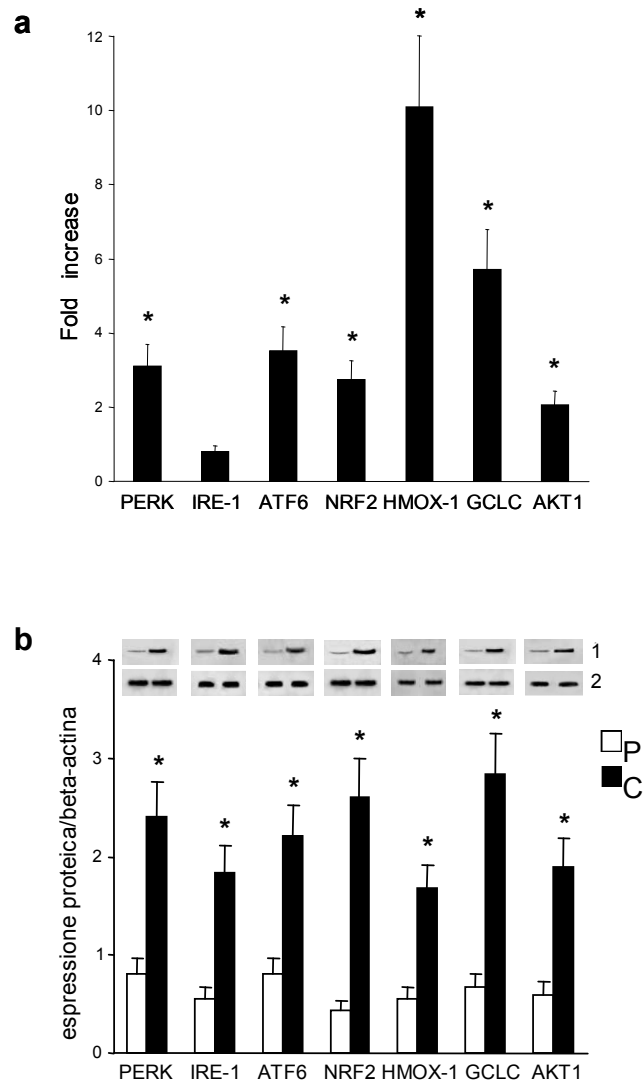 a
12
10
8
6
4
2
0
Fold increase
* * * * * *
PERK IRE-1 ATF6 NRF2 HMOX-1 GCLC AKT1
b
1
2
4
3
2
1
0
espressione proteica/beta-actina
* * * * * * *
P
C
PERK IRE-1 ATF6 NRF2 HMOX-1 GCLC AKT1